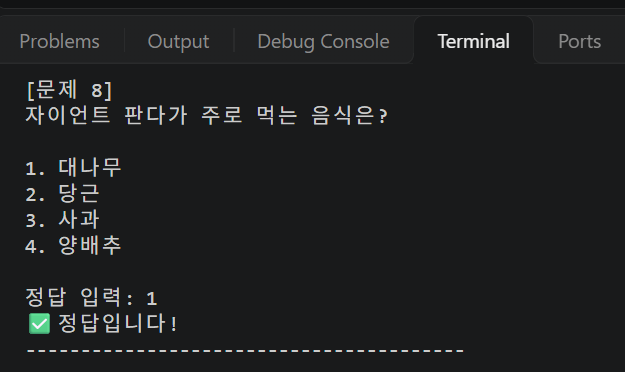 Problems Output Debug Console Terminal Ports
[문제 8]
자이언트 판다가 주로 먹는 음식은?
1. 대나무
2. 당근
3. 사과
4. 양배추
정답 입력: 1
✅ 정답입니다!
----------------------------------------